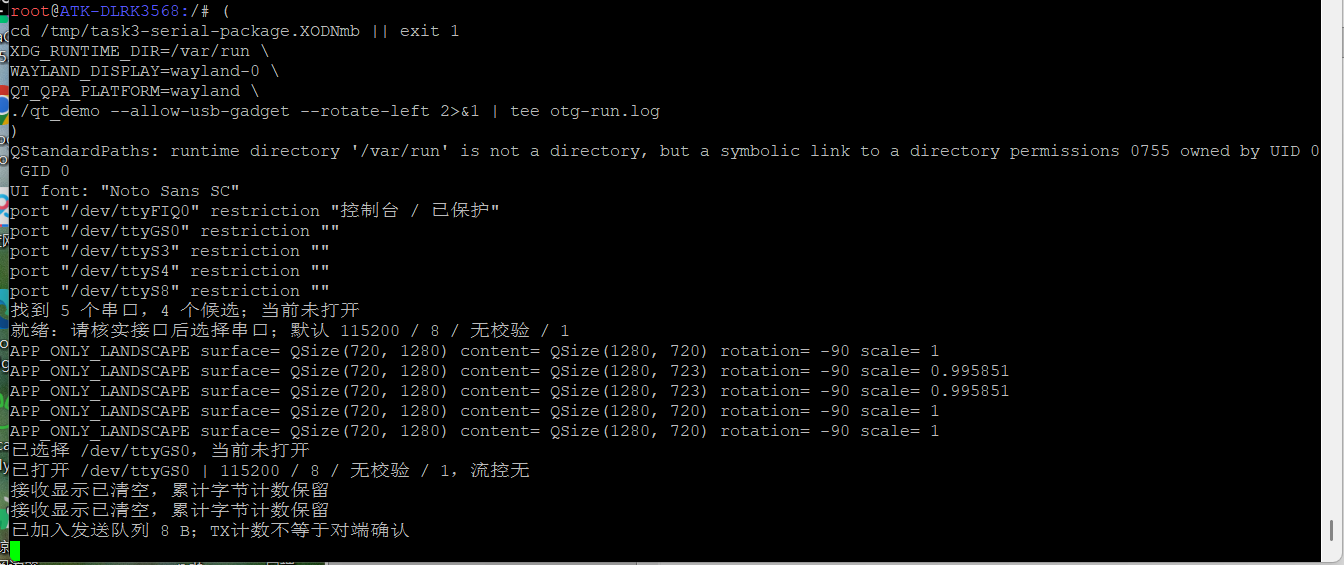 root@ATK-DLRK3568:/# (
cd /tmp/task3-serial-package.XODNmb || exit 1
XDG_RUNTIME_DIR=/var/run \
WAYLAND_DISPLAY=wayland-0 \
QT_QPA_PLATFORM=wayland \
./qt_demo --allow-usb-gadget --rotate-left 2>&1 | tee otg-run.log
)
QStandardPaths: runtime directory '/var/run' is not a directory, but a symbolic link to a directory permissions 0755 owned by UID 0
 GID 0
UI font: "Noto Sans SC"
port "/dev/ttyFIQ0" restriction "控制台 / 已保护"
port "/dev/ttyGS0" restriction ""
port "/dev/ttyS3" restriction ""
port "/dev/ttyS4" restriction ""
port "/dev/ttyS8" restriction ""
找到 5 个串口，4 个候选；当前未打开
就绪：请核实接口后选择串口；默认 115200 / 8 / 无校验 / 1
APP_ONLY_LANDSCAPE surface= QSize(720, 1280) content= QSize(1280, 720) rotation= -90 scale= 1
APP_ONLY_LANDSCAPE surface= QSize(720, 1280) content= QSize(1280, 723) rotation= -90 scale= 0.995851
APP_ONLY_LANDSCAPE surface= QSize(720, 1280) content= QSize(1280, 723) rotation= -90 scale= 0.995851
APP_ONLY_LANDSCAPE surface= QSize(720, 1280) content= QSize(1280, 720) rotation= -90 scale= 1
APP_ONLY_LANDSCAPE surface= QSize(720, 1280) content= QSize(1280, 720) rotation= -90 scale= 1
已选择 /dev/ttyGS0，当前未打开
已打开 /dev/ttyGS0 | 115200 / 8 / 无校验 / 1，流控无
接收显示已清空，累计字节计数保留
接收显示已清空，累计字节计数保留
已加入发送队列 8 B；TX计数不等于对端确认